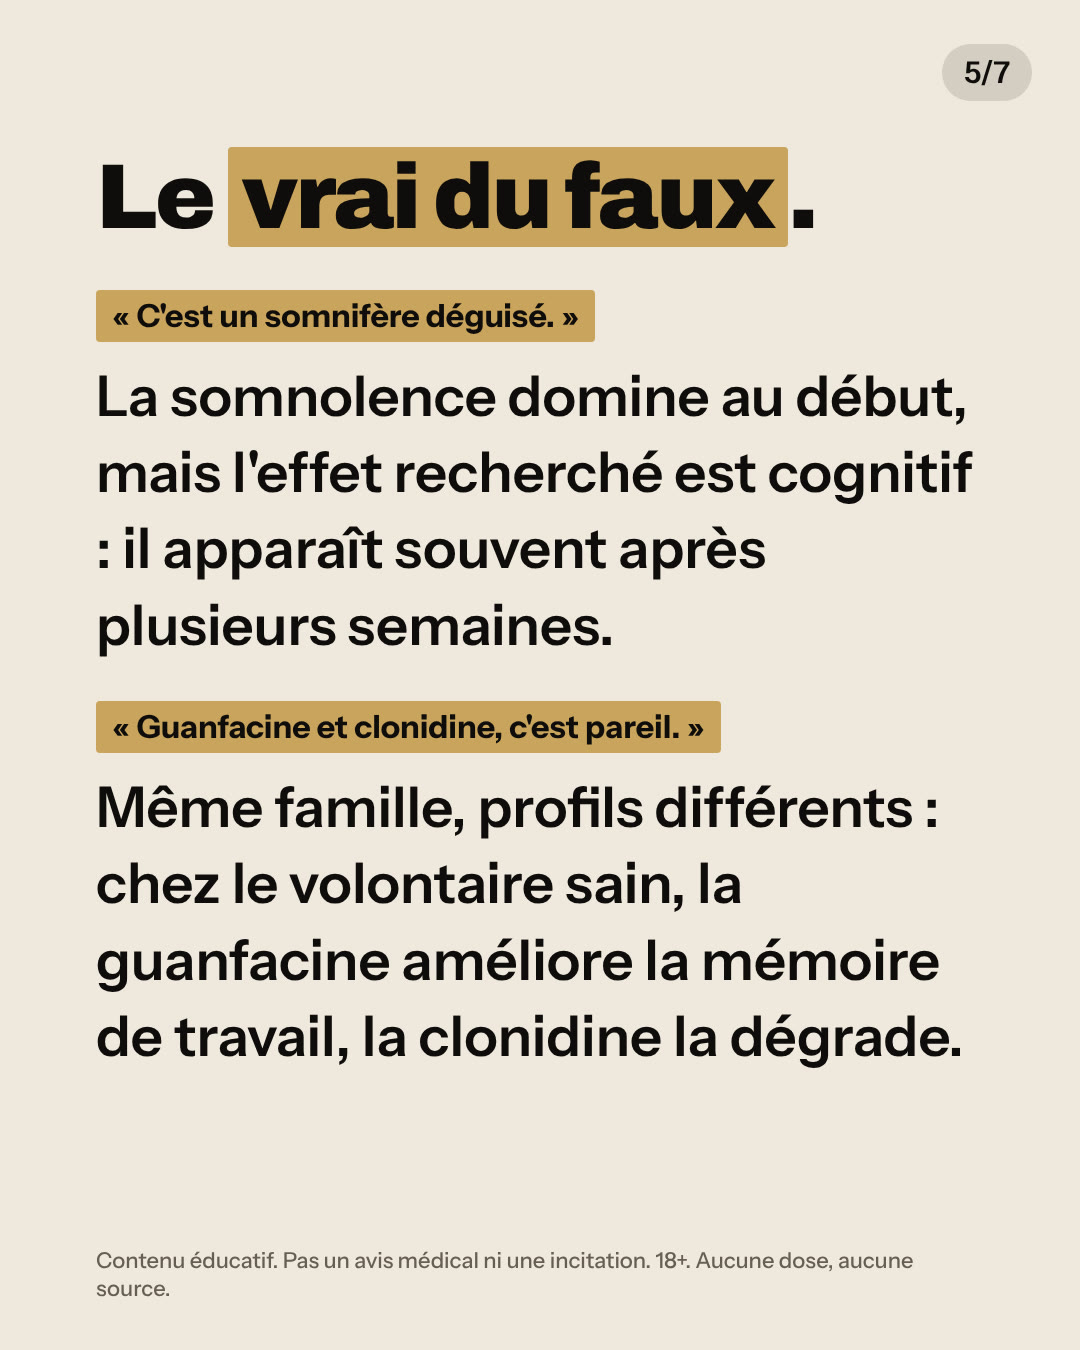 5/7
Le vrai du faux.
« C'est un somnifère déguisé. »
La somnolence domine au début,
mais l'effet recherché est cognitif
: il apparaît souvent après
plusieurs semaines.
« Guanfacine et clonidine, c'est pareil. »
Même famille, profils différents :
chez le volontaire sain, la
guanfacine améliore la mémoire
de travail, la clonidine la dégrade.
Contenu éducatif. Pas un avis médical ni une incitation. 18+. Aucune dose, aucune
source.